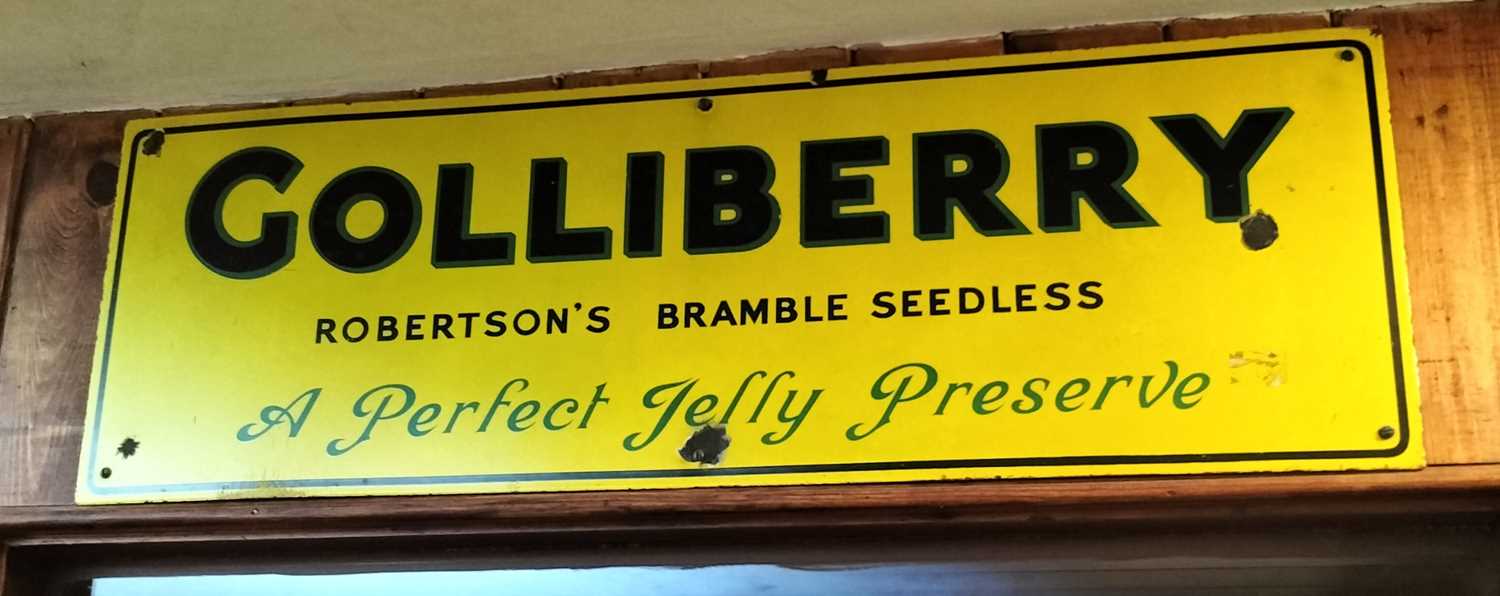 GOLLIBERRY
ROBERTSON'S BRAMBLE SEEDLESS
A Perfect Jelly Preserve